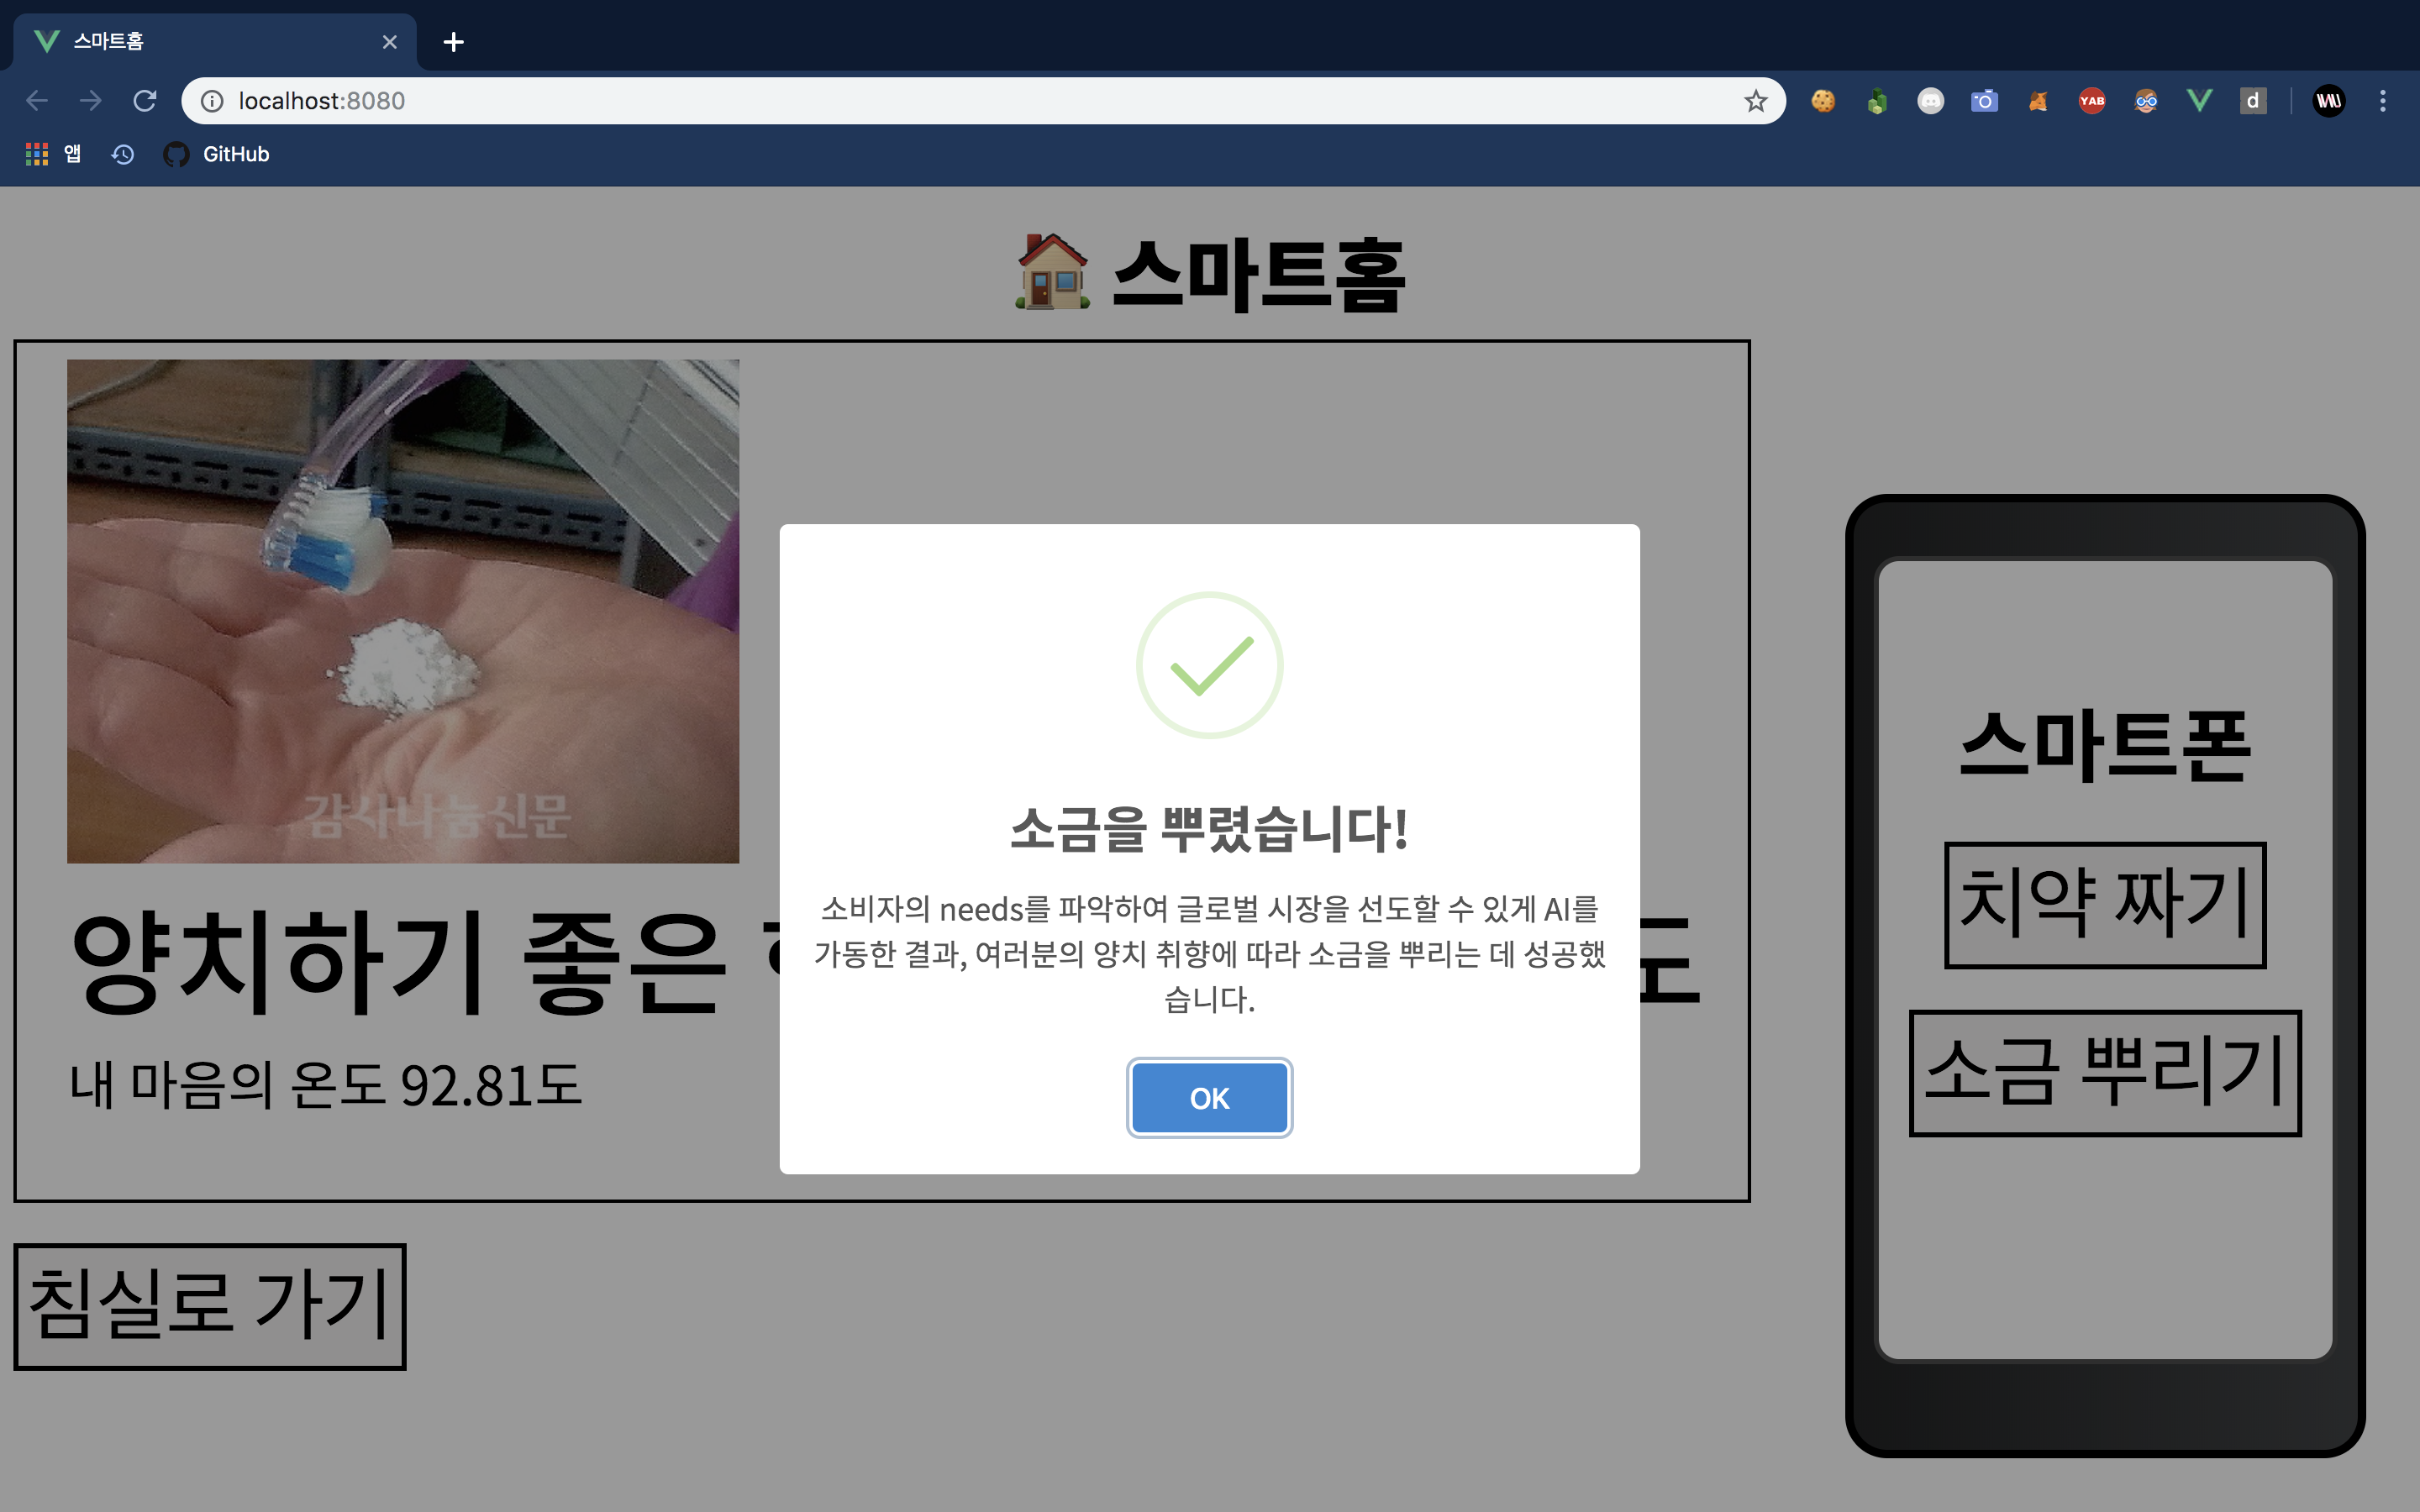 스마트홈
localhost:8080
YAB
d
앱
GitHub
🏠 스마트홈
감사나눔신문
양치하기 좋은
도
내 마음의 온도 92.81도
침실로 가기
소금을 뿌렸습니다!
소비자의 needs를 파악하여 글로벌 시장을 선도할 수 있게 AI를
가동한 결과, 여러분의 양치 취향에 따라 소금을 뿌리는 데 성공했
습니다.
OK
스마트폰
치약 짜기
소금 뿌리기